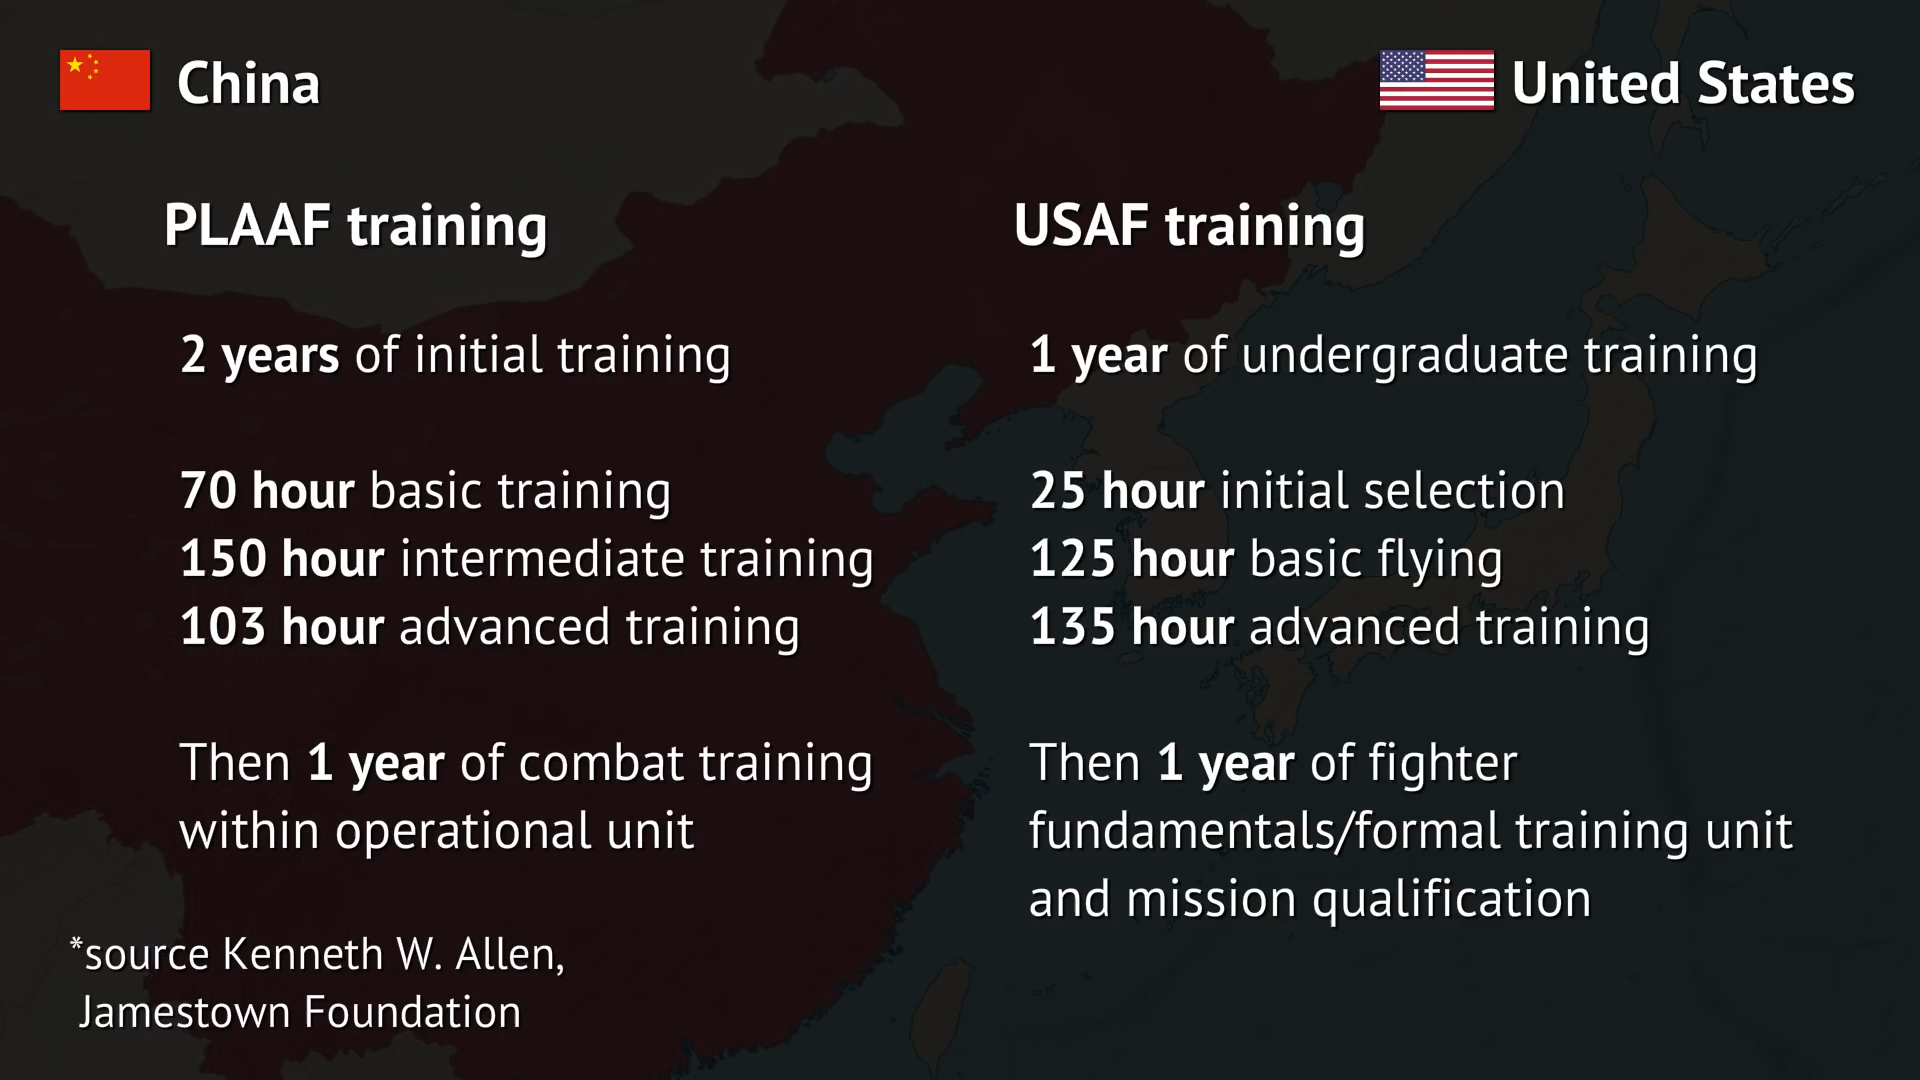 China
United States
PLAAF training
2 years of initial training
70 hour basic training
150 hour intermediate training
103 hour advanced training
Then 1 year of combat training
within operational unit
*source Kenneth W. Allen,
Jamestown Foundation
USAF training
1 year of undergraduate training
25 hour initial selection
125 hour basic flying
135 hour advanced training
Then 1 year of fighter
fundamentals/formal training unit
and mission qualification